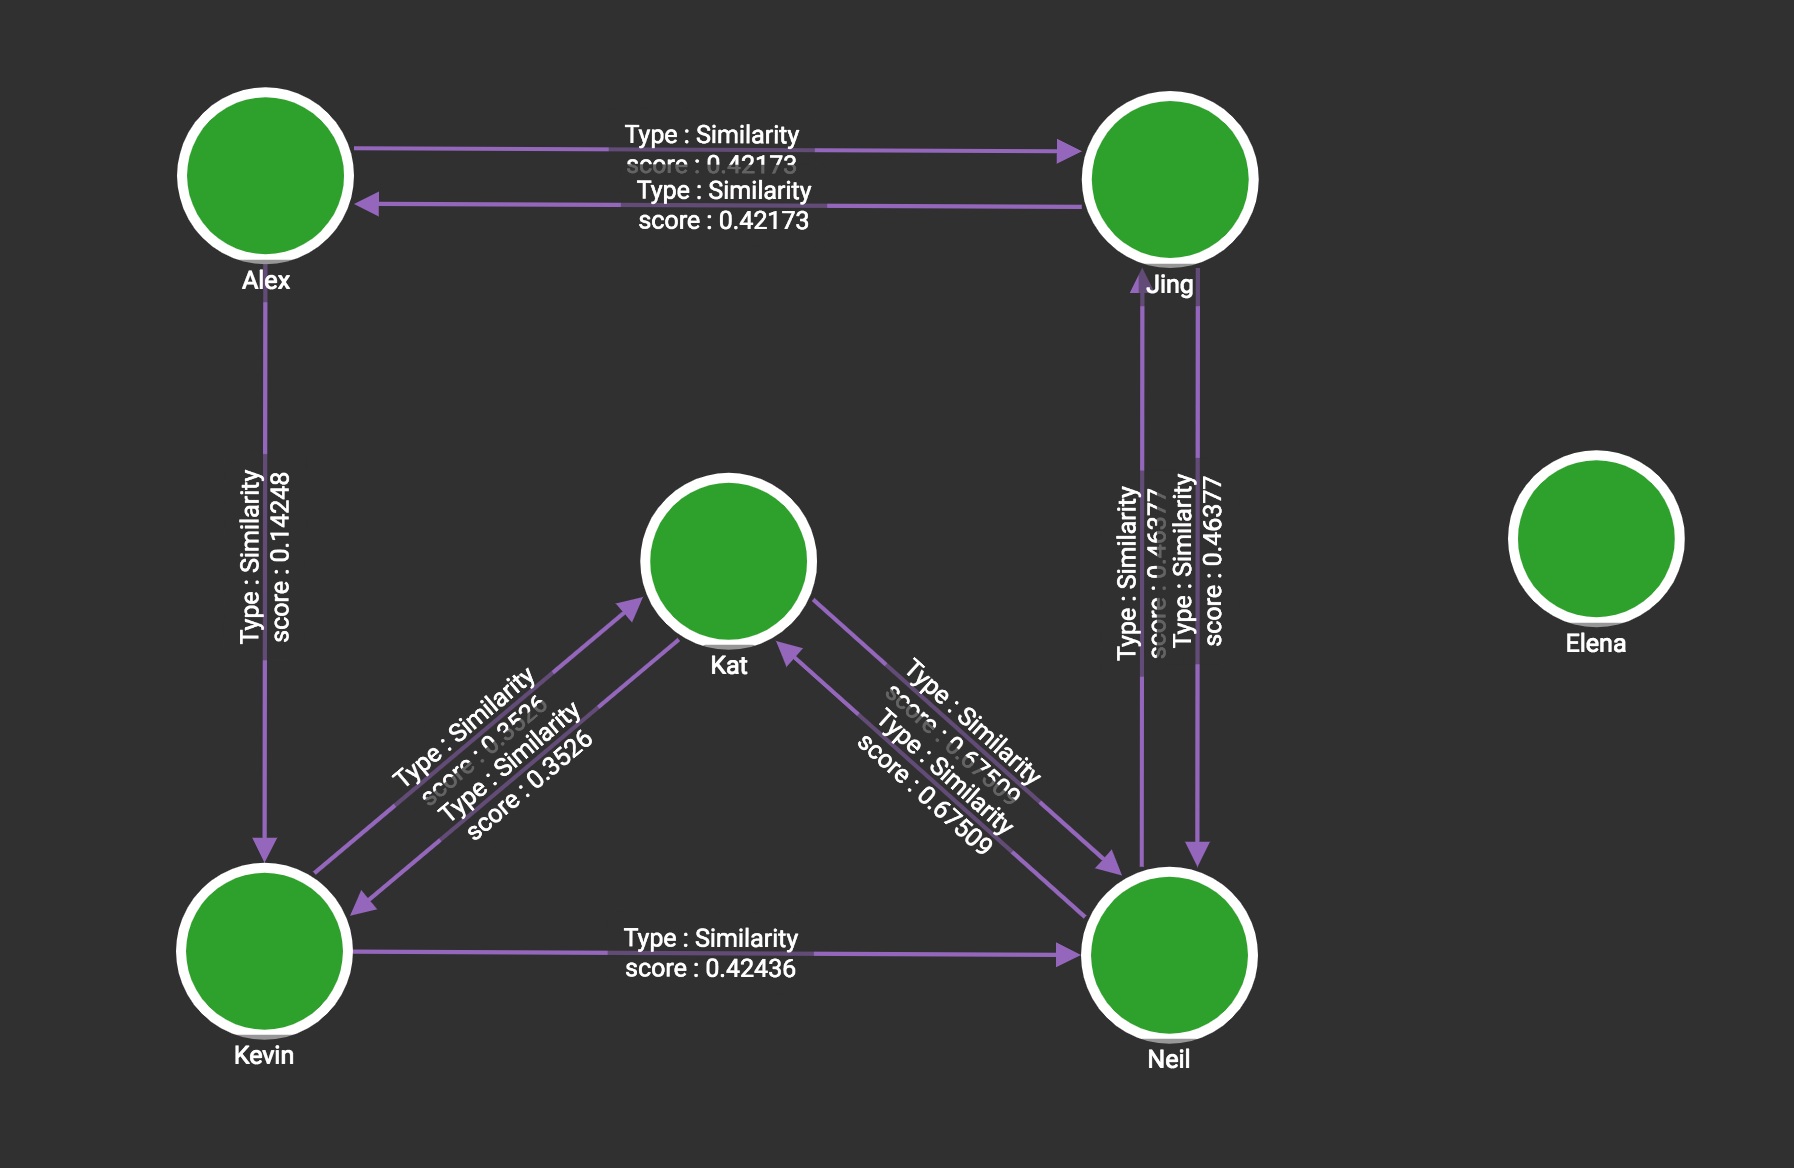 Type : Similarity
score : 0.42173
Type : Similarity
score : 0.42173
Alex
Jing
Type : Similarity
score : 0.14248
Type : Similarity
score : 0.46377
Type : Similarity
score : 0.46377
Elena
Kat
Type : Similarity
score : 0.3526
Type : Similarity
score : 0.3526
Type : Similarity
score : 0.67509
Type : Similarity
score : 0.67509
Type : Similarity
score : 0.42436
Kevin
Neil